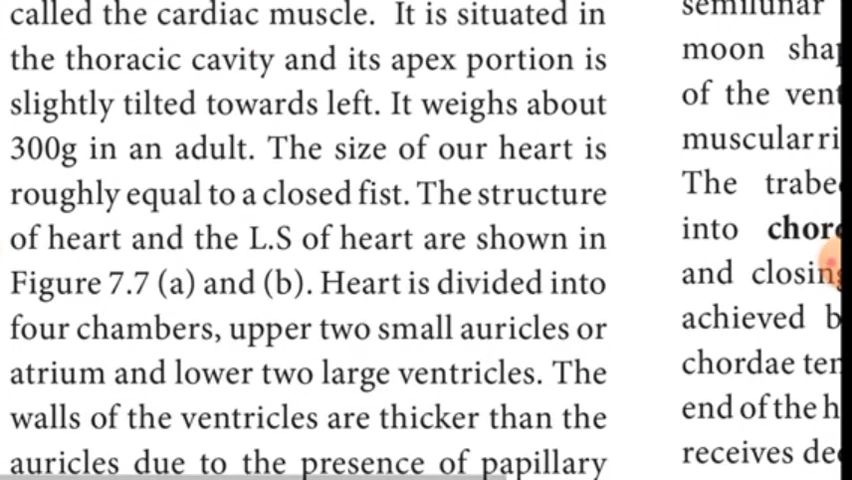 called the cardiac muscle. It is situated in
the thoracic cavity and its apex portion is
slightly tilted towards left. It weighs about
300g in an adult. The size of our heart is
roughly equal to a closed fist. The structure
of heart and the L.S of heart are shown in
Figure 7.7 (a) and (b). Heart is divided into
four chambers, upper two small auricles or
atrium and lower two large ventricles. The
walls of the ventricles are thicker than the
auricles due to the presence of papillary
semilunar
moon
of the
The
into
and
achieved
chordae
end of the
receives